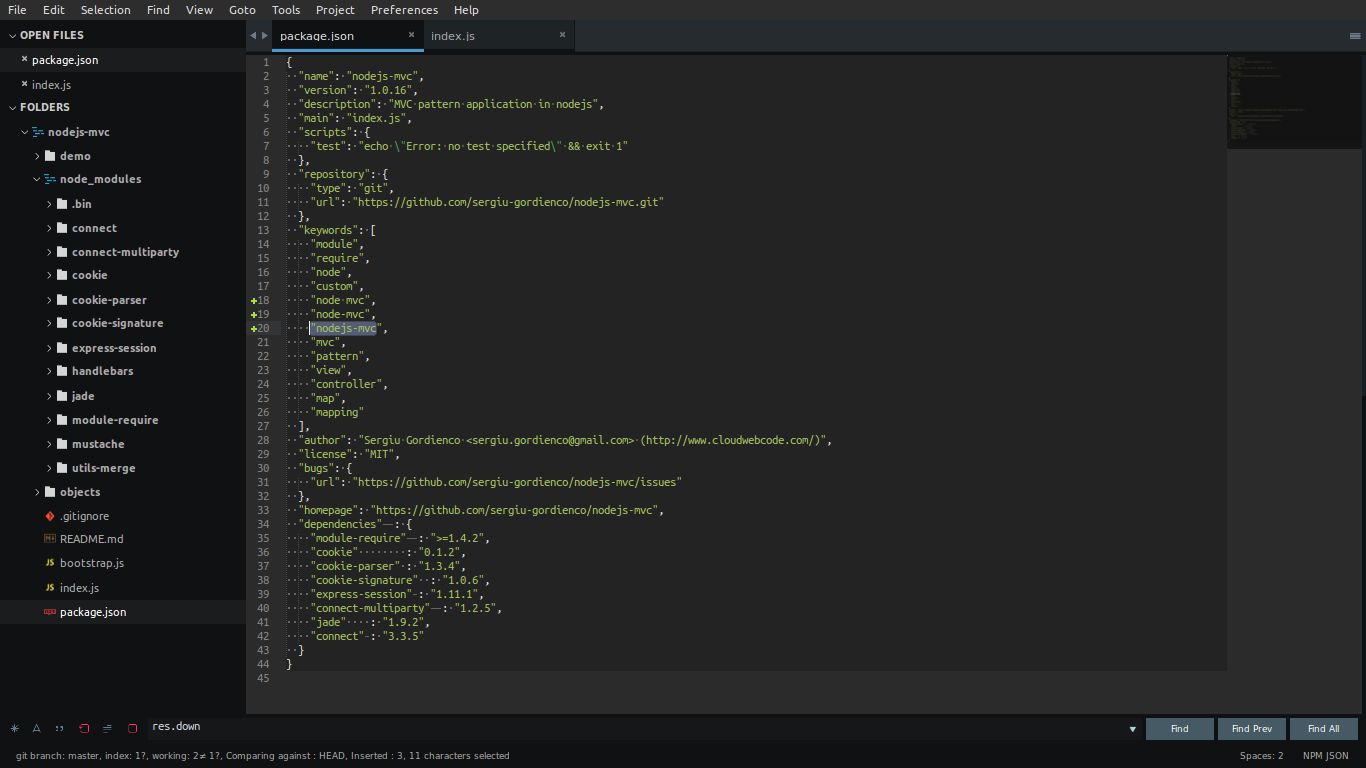 File Edit Selection Find View Goto Tools Project Preferences Help
OPEN FILES
package.json
index.js
FOLDERS
nodejs-mvc
demo
node_modules
.bin
connect
connect-multiparty
cookie
cookie-parser
cookie-signature
express-session
handlebars
jade
module-require
mustache
utils-merge
objects
.gitignore
README.md
bootstrap.js
index.js
package.json
package.json × index.js ×
1 {
2 "name": "nodejs-mvc",
3 "version": "1.0.16",
4 "description": "MVC pattern application in nodejs",
5 "main": "index.js",
6 "scripts": {
7 "test": "echo \"Error: no test specified\" && exit 1"
8 },
9 "repository": {
10 "type": "git",
11 "url": "https://github.com/sergiu-gordienco/nodejs-mvc.git"
12 },
13 "keywords": [
14 "module",
15 "require",
16 "node",
17 "custom",
18 "node mvc",
19 "node-mvc",
20 "nodejs-mvc",
21 "mvc",
22 "pattern",
23 "view",
24 "controller",
25 "map",
26 "mapping"
27 ],
28 "author": "Sergiu Gordienco <sergiu.gordienco@gmail.com> (http://www.cloudwebcode.com/)",
29 "license": "MIT",
30 "bugs": {
31 "url": "https://github.com/sergiu-gordienco/nodejs-mvc/issues"
32 },
33 "homepage": "https://github.com/sergiu-gordienco/nodejs-mvc",
34 "dependencies" : {
35 "module-require" : ">=1.4.2",
36 "cookie" : "0.1.2",
37 "cookie-parser" : "1.3.4",
38 "cookie-signature" : "1.0.6",
39 "express-session" : "1.11.1",
40 "connect-multiparty" : "1.2.5",
41 "jade" : "1.9.2",
42 "connect" : "3.3.5"
43 }
44 }
45
res.down Find Find Prev Find All
git branch: master, index: 1?, working: 2≠ 1?, Comparing against : HEAD, Inserted : 3, 11 characters selected Spaces: 2 NPM JSON